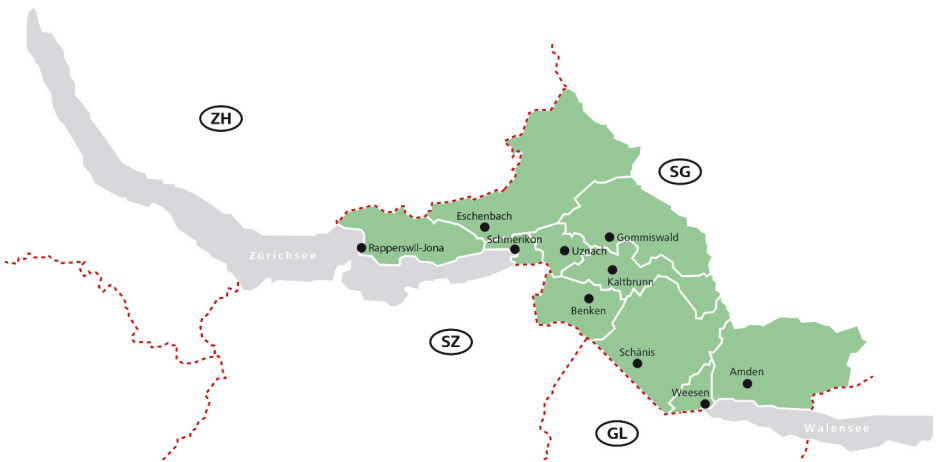 ZH
SG
Eschenbach
Schmerikon
Gommiswald
Rapperswil-Jona
Uznach
Zürichsee
Kaltbrunn
Benken
SZ
Schänis
Amden
Weesen
Walensee
GL